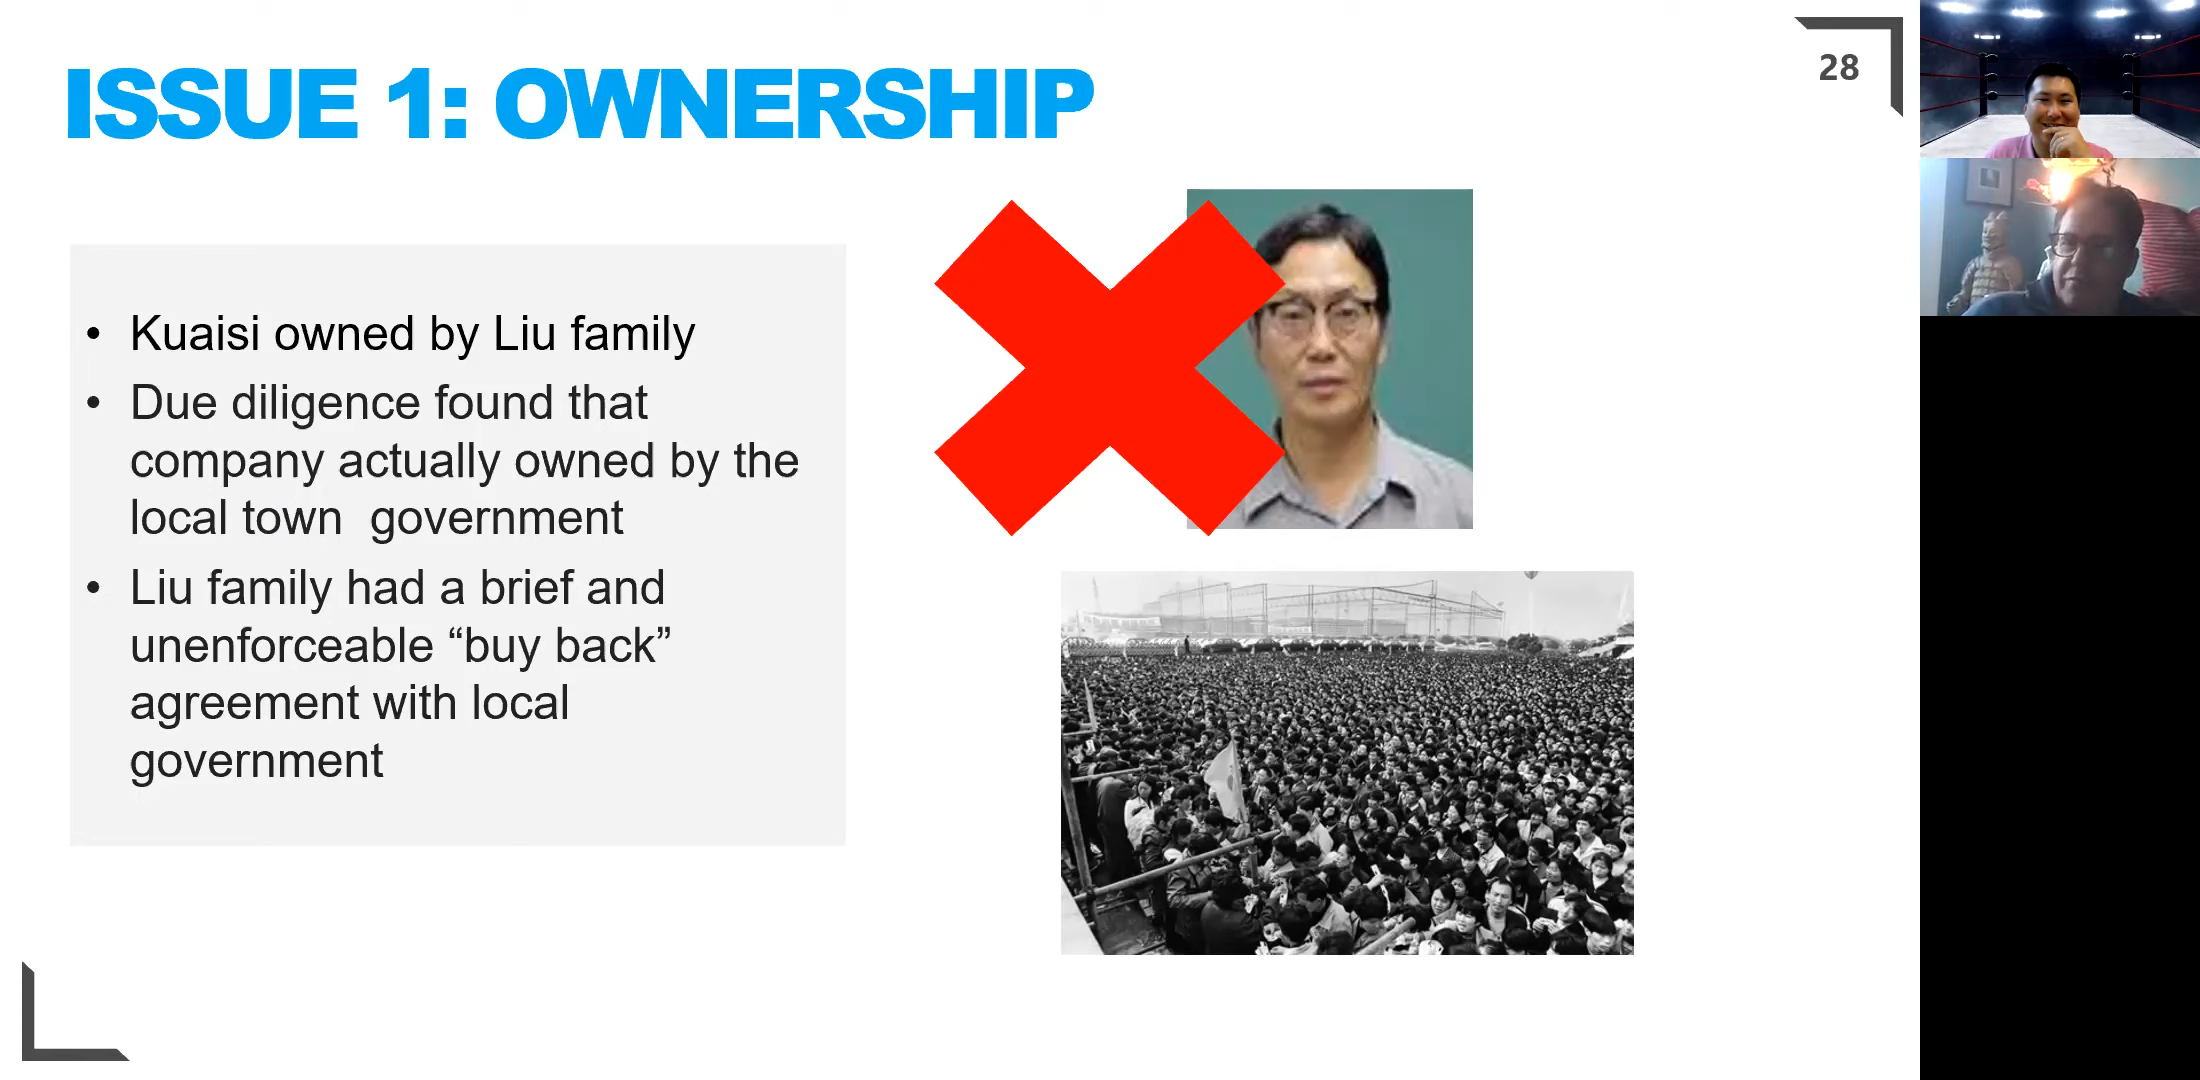 ISSUE 1: OWNERSHIP
28
• Kuaisi owned by Liu family
• Due diligence found that
company actually owned by the
local town  government
• Liu family had a brief and
unenforceable “buy back”
agreement with local
government